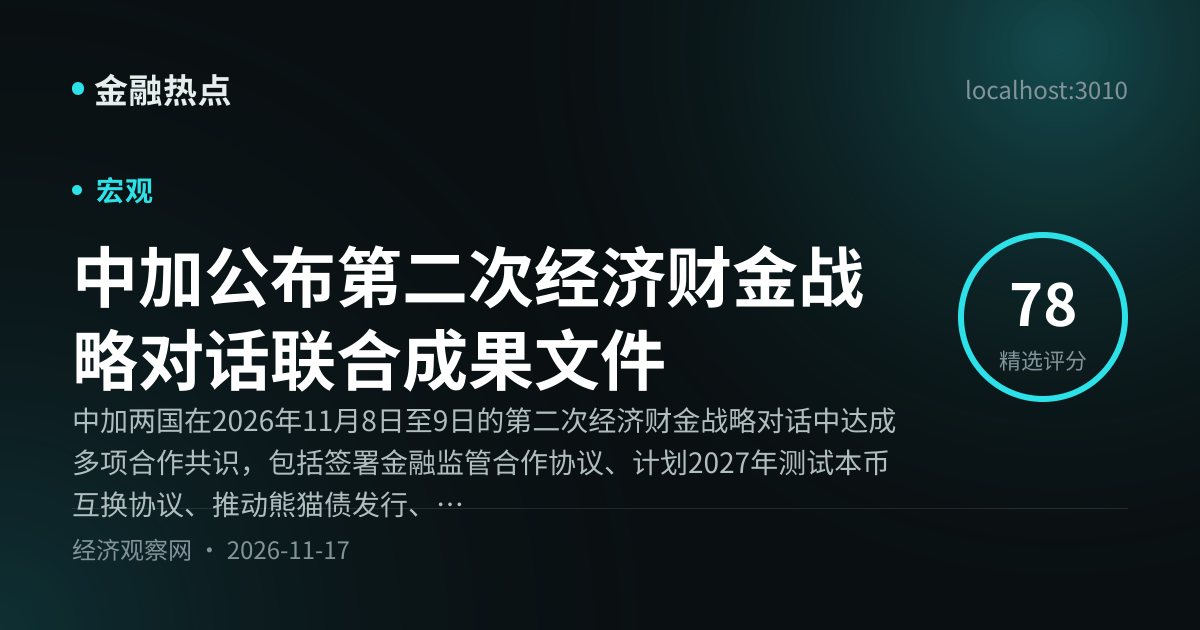 金融热点
localhost:3010
宏观
中加公布第二次经济财金战
略对话联合成果文件
78
精选评分
中加两国在2026年11月8日至9日的第二次经济财金战略对话中达成
多项合作共识，包括签署金融监管合作协议、计划2027年测试本币
互换协议、推动熊猫债发行、…
经济观察网 · 2026-11-17